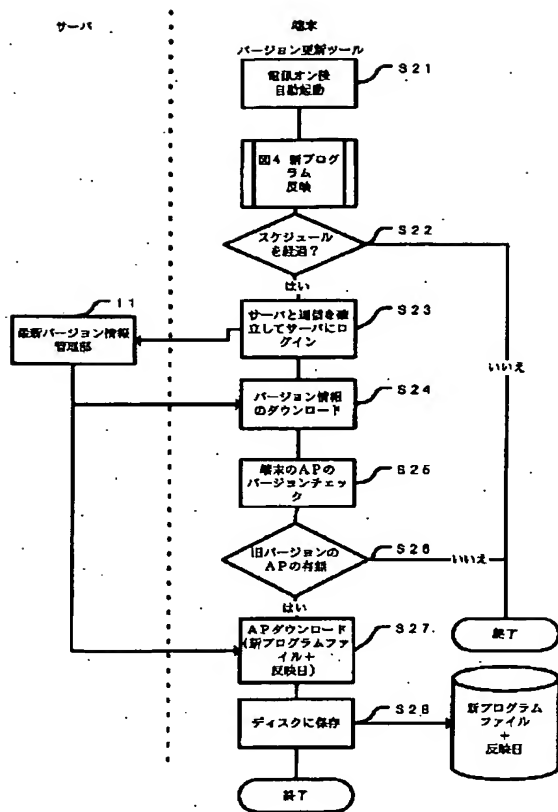 サーバ
端末
バージョン更新ツール
電源オン後
自動起動
S21
図4 新プログ
ラム
反映
スケジュール
を経過?
S22
はい
11
最新バージョン情報
管理部
サーバと通信を確
立してサーバにロ
グイン
S23
いいえ
バージョン情報
のダウンロード
S24
端末のAPの
バージョンチェッ
ク
S25
旧バージョンの
APの有無
S26
いいえ
はい
APダウンロード
(新プログラムファ
イル+
反映日)
S27
終了
ディスクに保存
S28
新プログラム
ファイル
+
反映日
終了